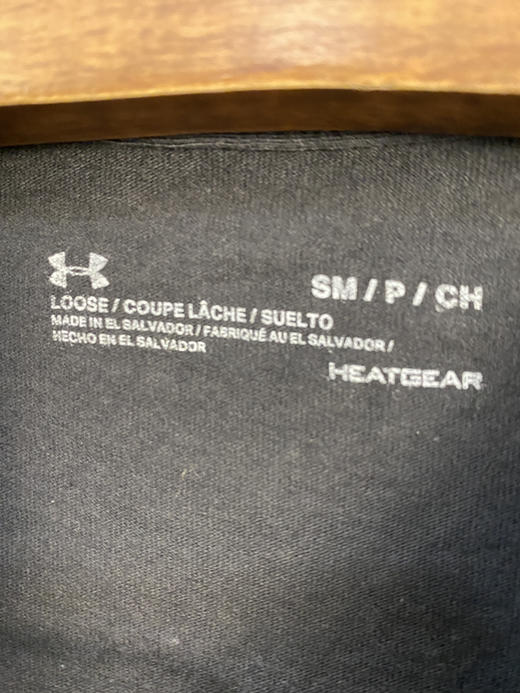 SM / P / CH
LOOSE / COUPE LÂCHE / SUELTO
MADE IN EL SALVADOR / FABRIQUÉ AU EL SALVADOR /
HECHO EN EL SALVADOR
HEATGEAR